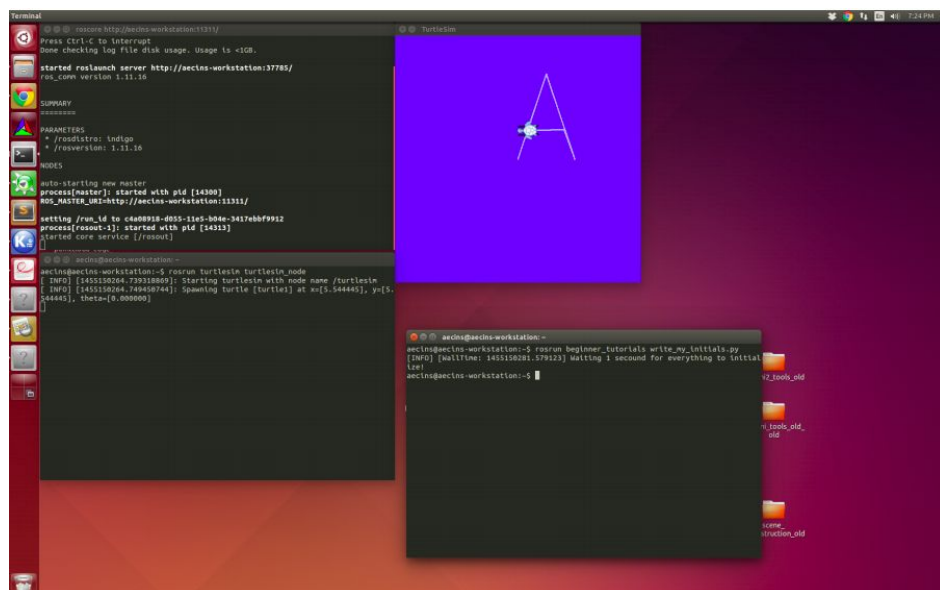 Terminal
En
7:24 PM
roscore http://aecins-workstation:11311/
Press Ctrl-C to interrupt
Done checking log file disk usage. Usage is <1GB.
started roslaunch server http://aecins-workstation:37785/
ros_comm version 1.11.16
SUMMARY
========
PARAMETERS
* /rosdistro: indigo
* /rosversion: 1.11.16
NODES
auto-starting new master
process[master]: started with pid [14300]
ROS_MASTER_URI=http://aecins-workstation:11311/
setting /run_id to c4a08918-d055-11e5-b04e-3417ebbf9912
process[rosout-1]: started with pid [14313]
started core service [/rosout]
TurtleSim
aecins@aecins-workstation: ~
aecins@aecins-workstation:~$ rosrun turtlesim turtlesim_node
[ INFO] [1455150264.739318869]: Starting turtlesim with node name /turtlesim
[ INFO] [1455150264.749450744]: Spawning turtle [turtle1] at x=[5.544445], y=[5.
544445], theta=[0.000000]
aecins@aecins-workstation: ~
aecins@aecins-workstation:~$ rosrun beginner_tutorials write_my_initials.py
[INFO] [WallTime: 1455150281.579123] Waiting 1 secound for everything to initial
ize!
aecins@aecins-workstation:~$
ni2_tools_old
ni_tools_old_
old
scene_
struction_old